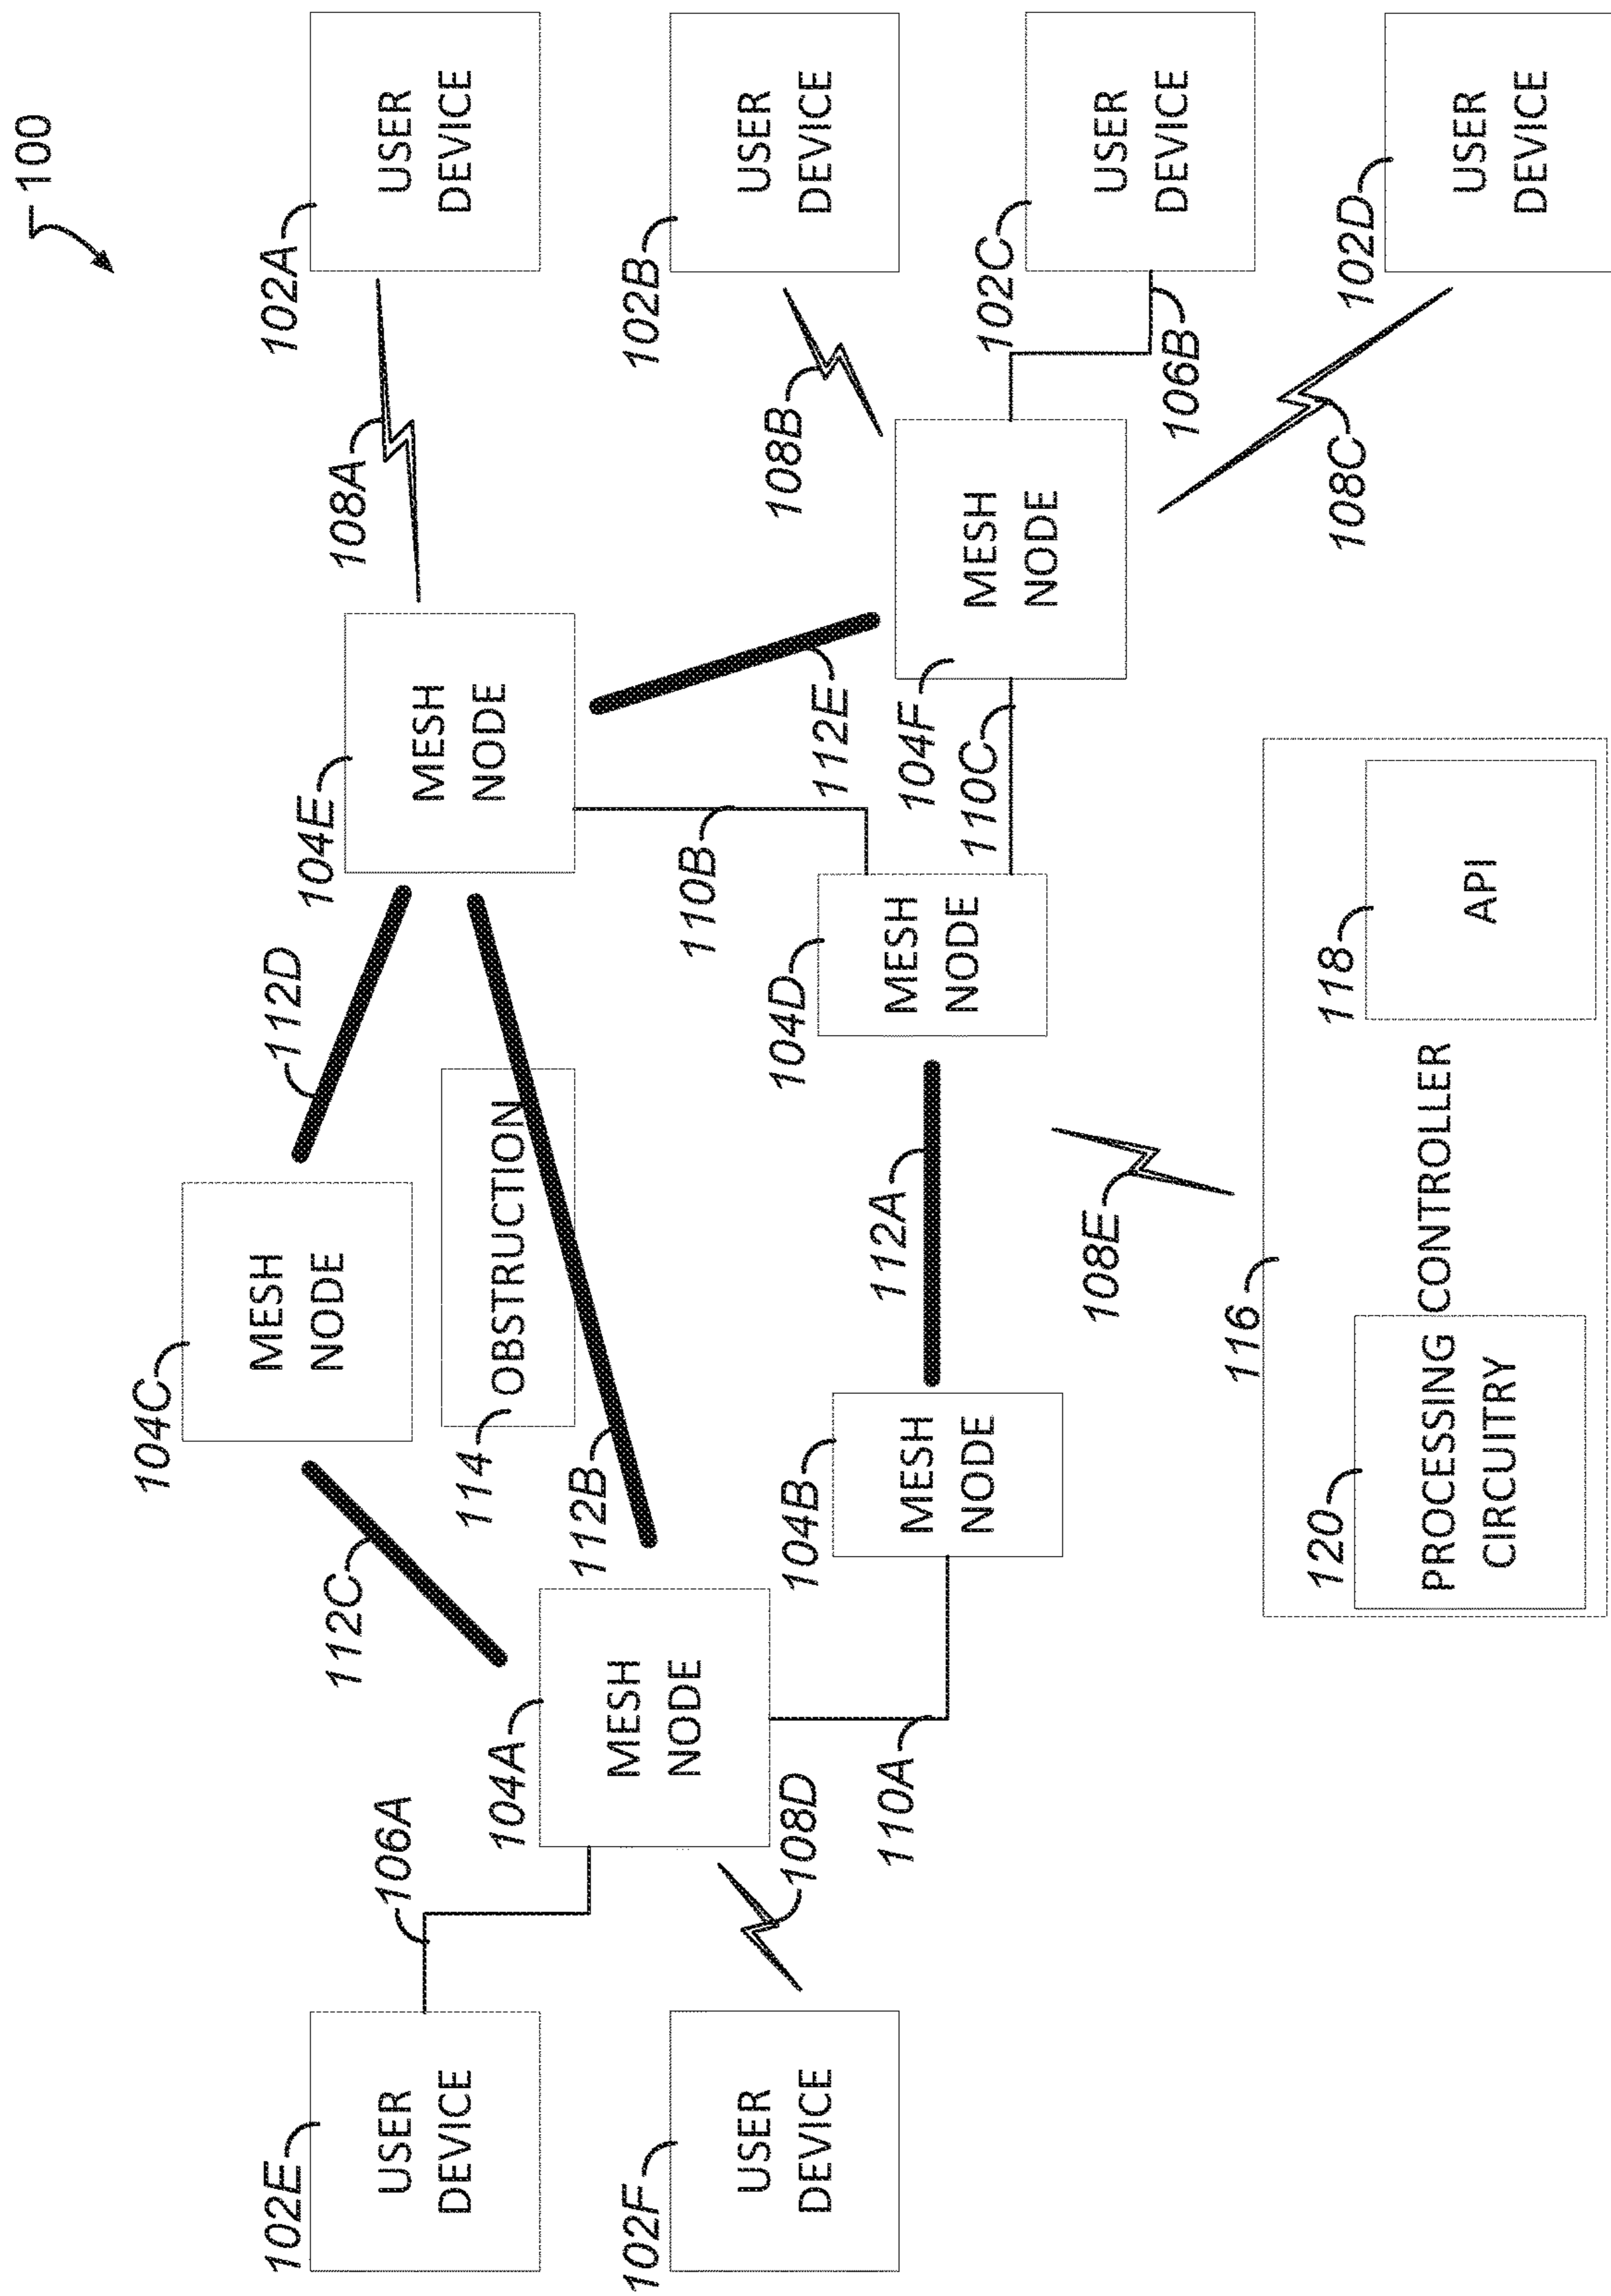 100
102E
USER
DEVICE
106A
102F
USER
DEVICE
108D
104A
MESH
NODE
110A
112C
104C
MESH
NODE
114
OBSTRUCTION
112B
104B
MESH
NODE
112A
112D
104E
MESH
NODE
110B
104D
MESH
NODE
112E
104F
MESH
NODE
110C
108A
102A
USER
DEVICE
108B
102B
USER
DEVICE
102C
USER
DEVICE
106B
108C
102D
USER
DEVICE
108E
116
120
PROCESSING
CIRCUITRY
CONTROLLER
118
API